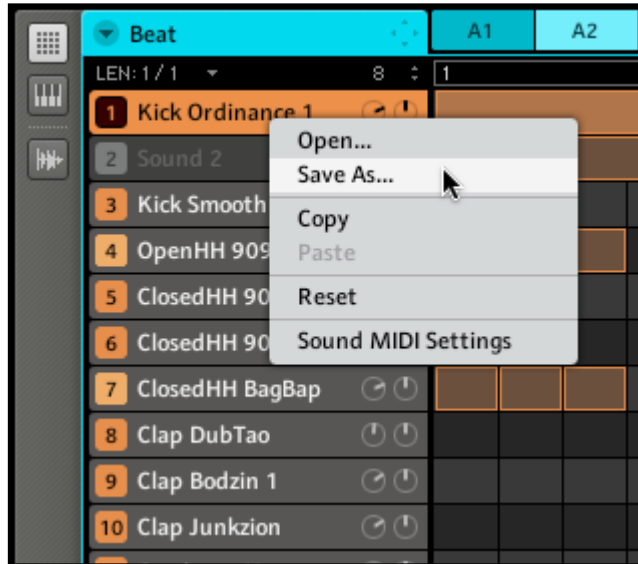 Beat
A1 A2
LEN: 1 / 1 8 1
1 Kick Ordinance 1
2 Sound 2
3 Kick Smooth
4 OpenHH 909
5 ClosedHH 90
6 ClosedHH 90
7 ClosedHH BagBap
8 Clap DubTao
9 Clap Bodzin 1
10 Clap Junkzion
Open...
Save As...
Copy
Paste
Reset
Sound MIDI Settings